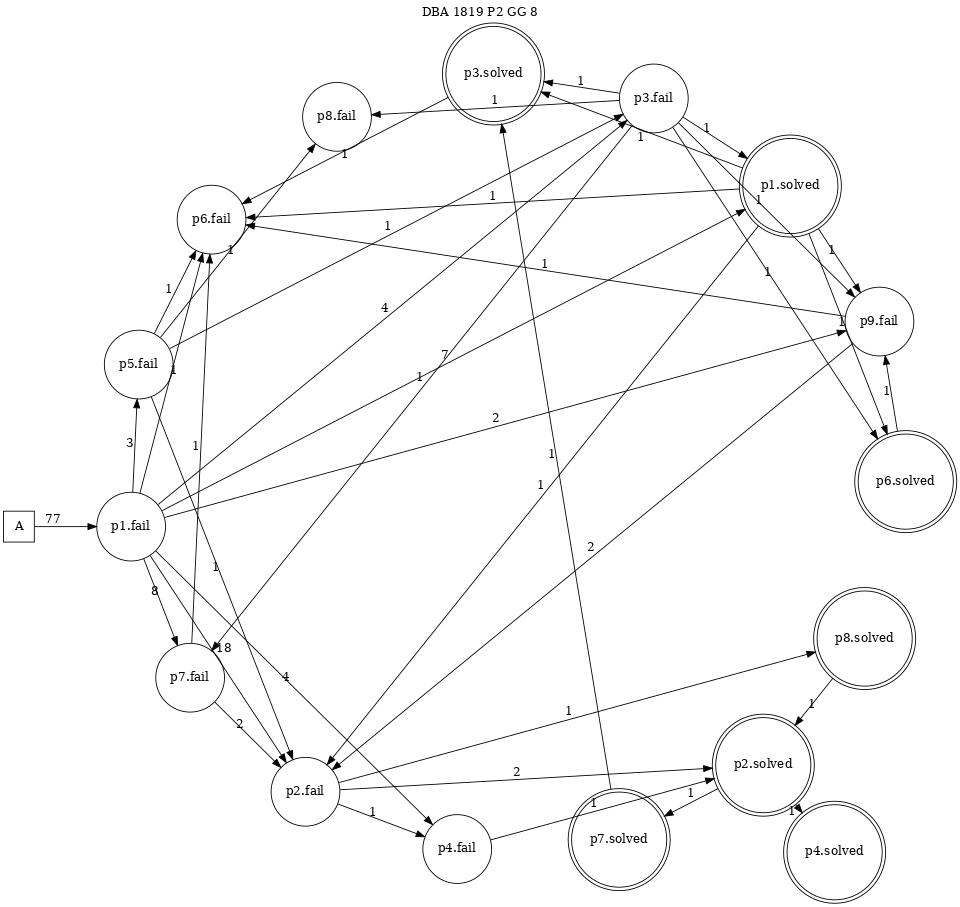 DBA 1819 P2 GG 8
p3.solved
p3.fail
1
1
p8.fail
1
1
1
p1.solved
p6.fail
1
1
1
1
1
1
1
1
4
1
p9.fail
7
p5.fail
1
1
1
2
3
1
1
p6.solved
1
A
77
p1.fail
2
1
8
p8.solved
18
p7.fail
4
1
1
2
p2.solved
2
p2.fail
1
1
1
1
p4.fail
p7.solved
p4.solved